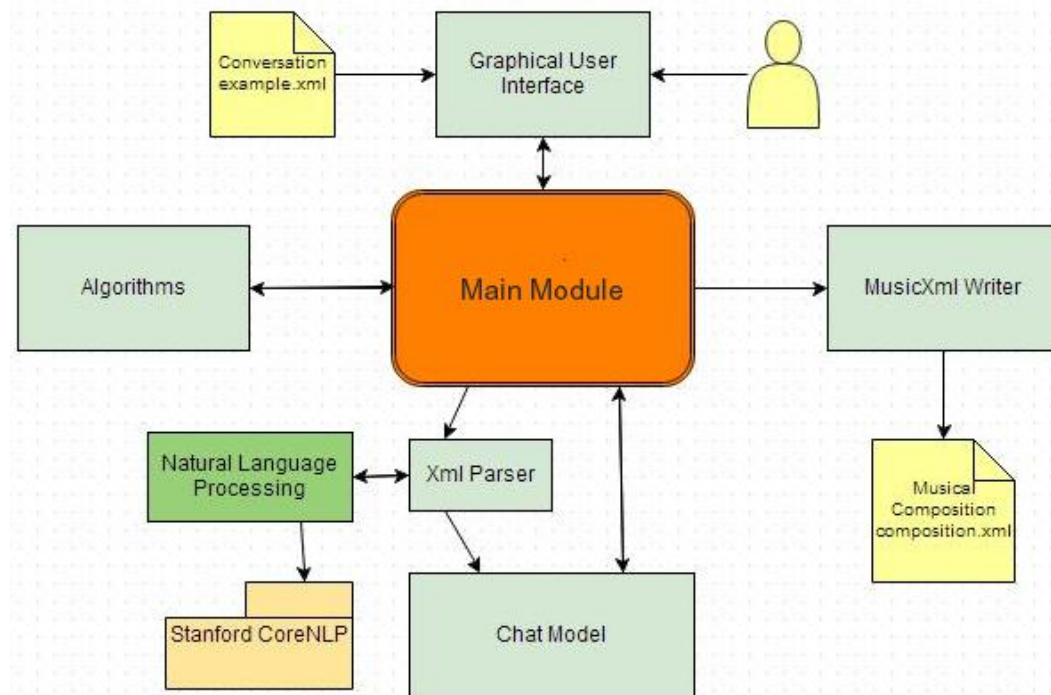 Conversation
example.xml
Graphical User
Interface
Algorithms
Main Module
MusicXml Writer
Natural Language
Processing
Xml Parser
Musical
Composition
composition.xml
Stanford CoreNLP
Chat Model